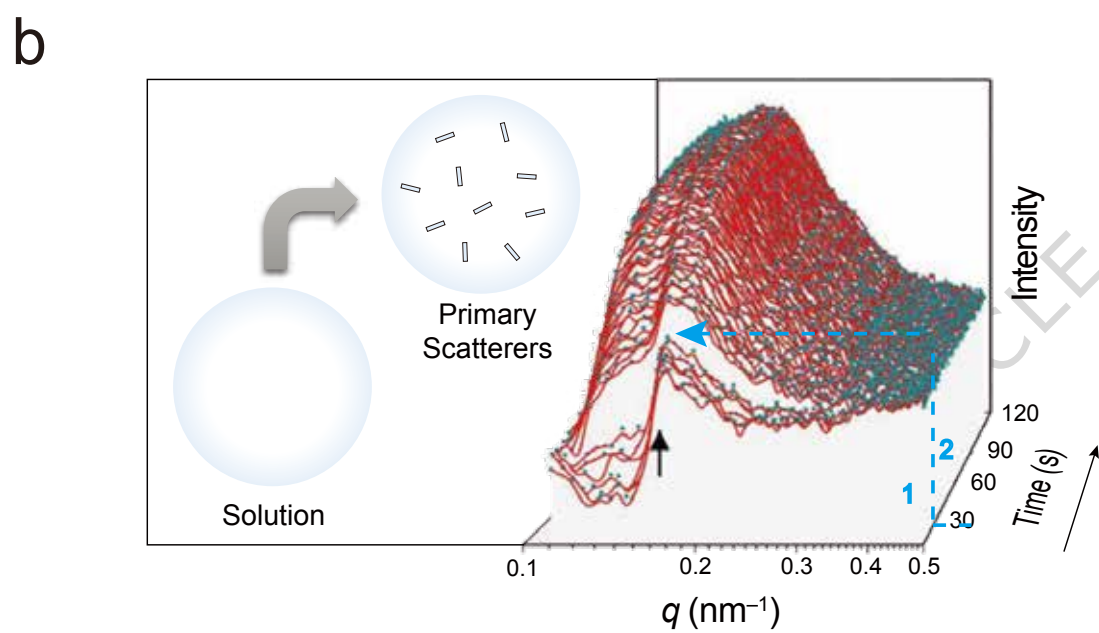 b
Solution
Primary
Scatterers
Intensity
CLE
120
90
60
30
Time (s)
1
2
0.1
0.2
0.3
0.4
0.5
q (nm⁻¹)